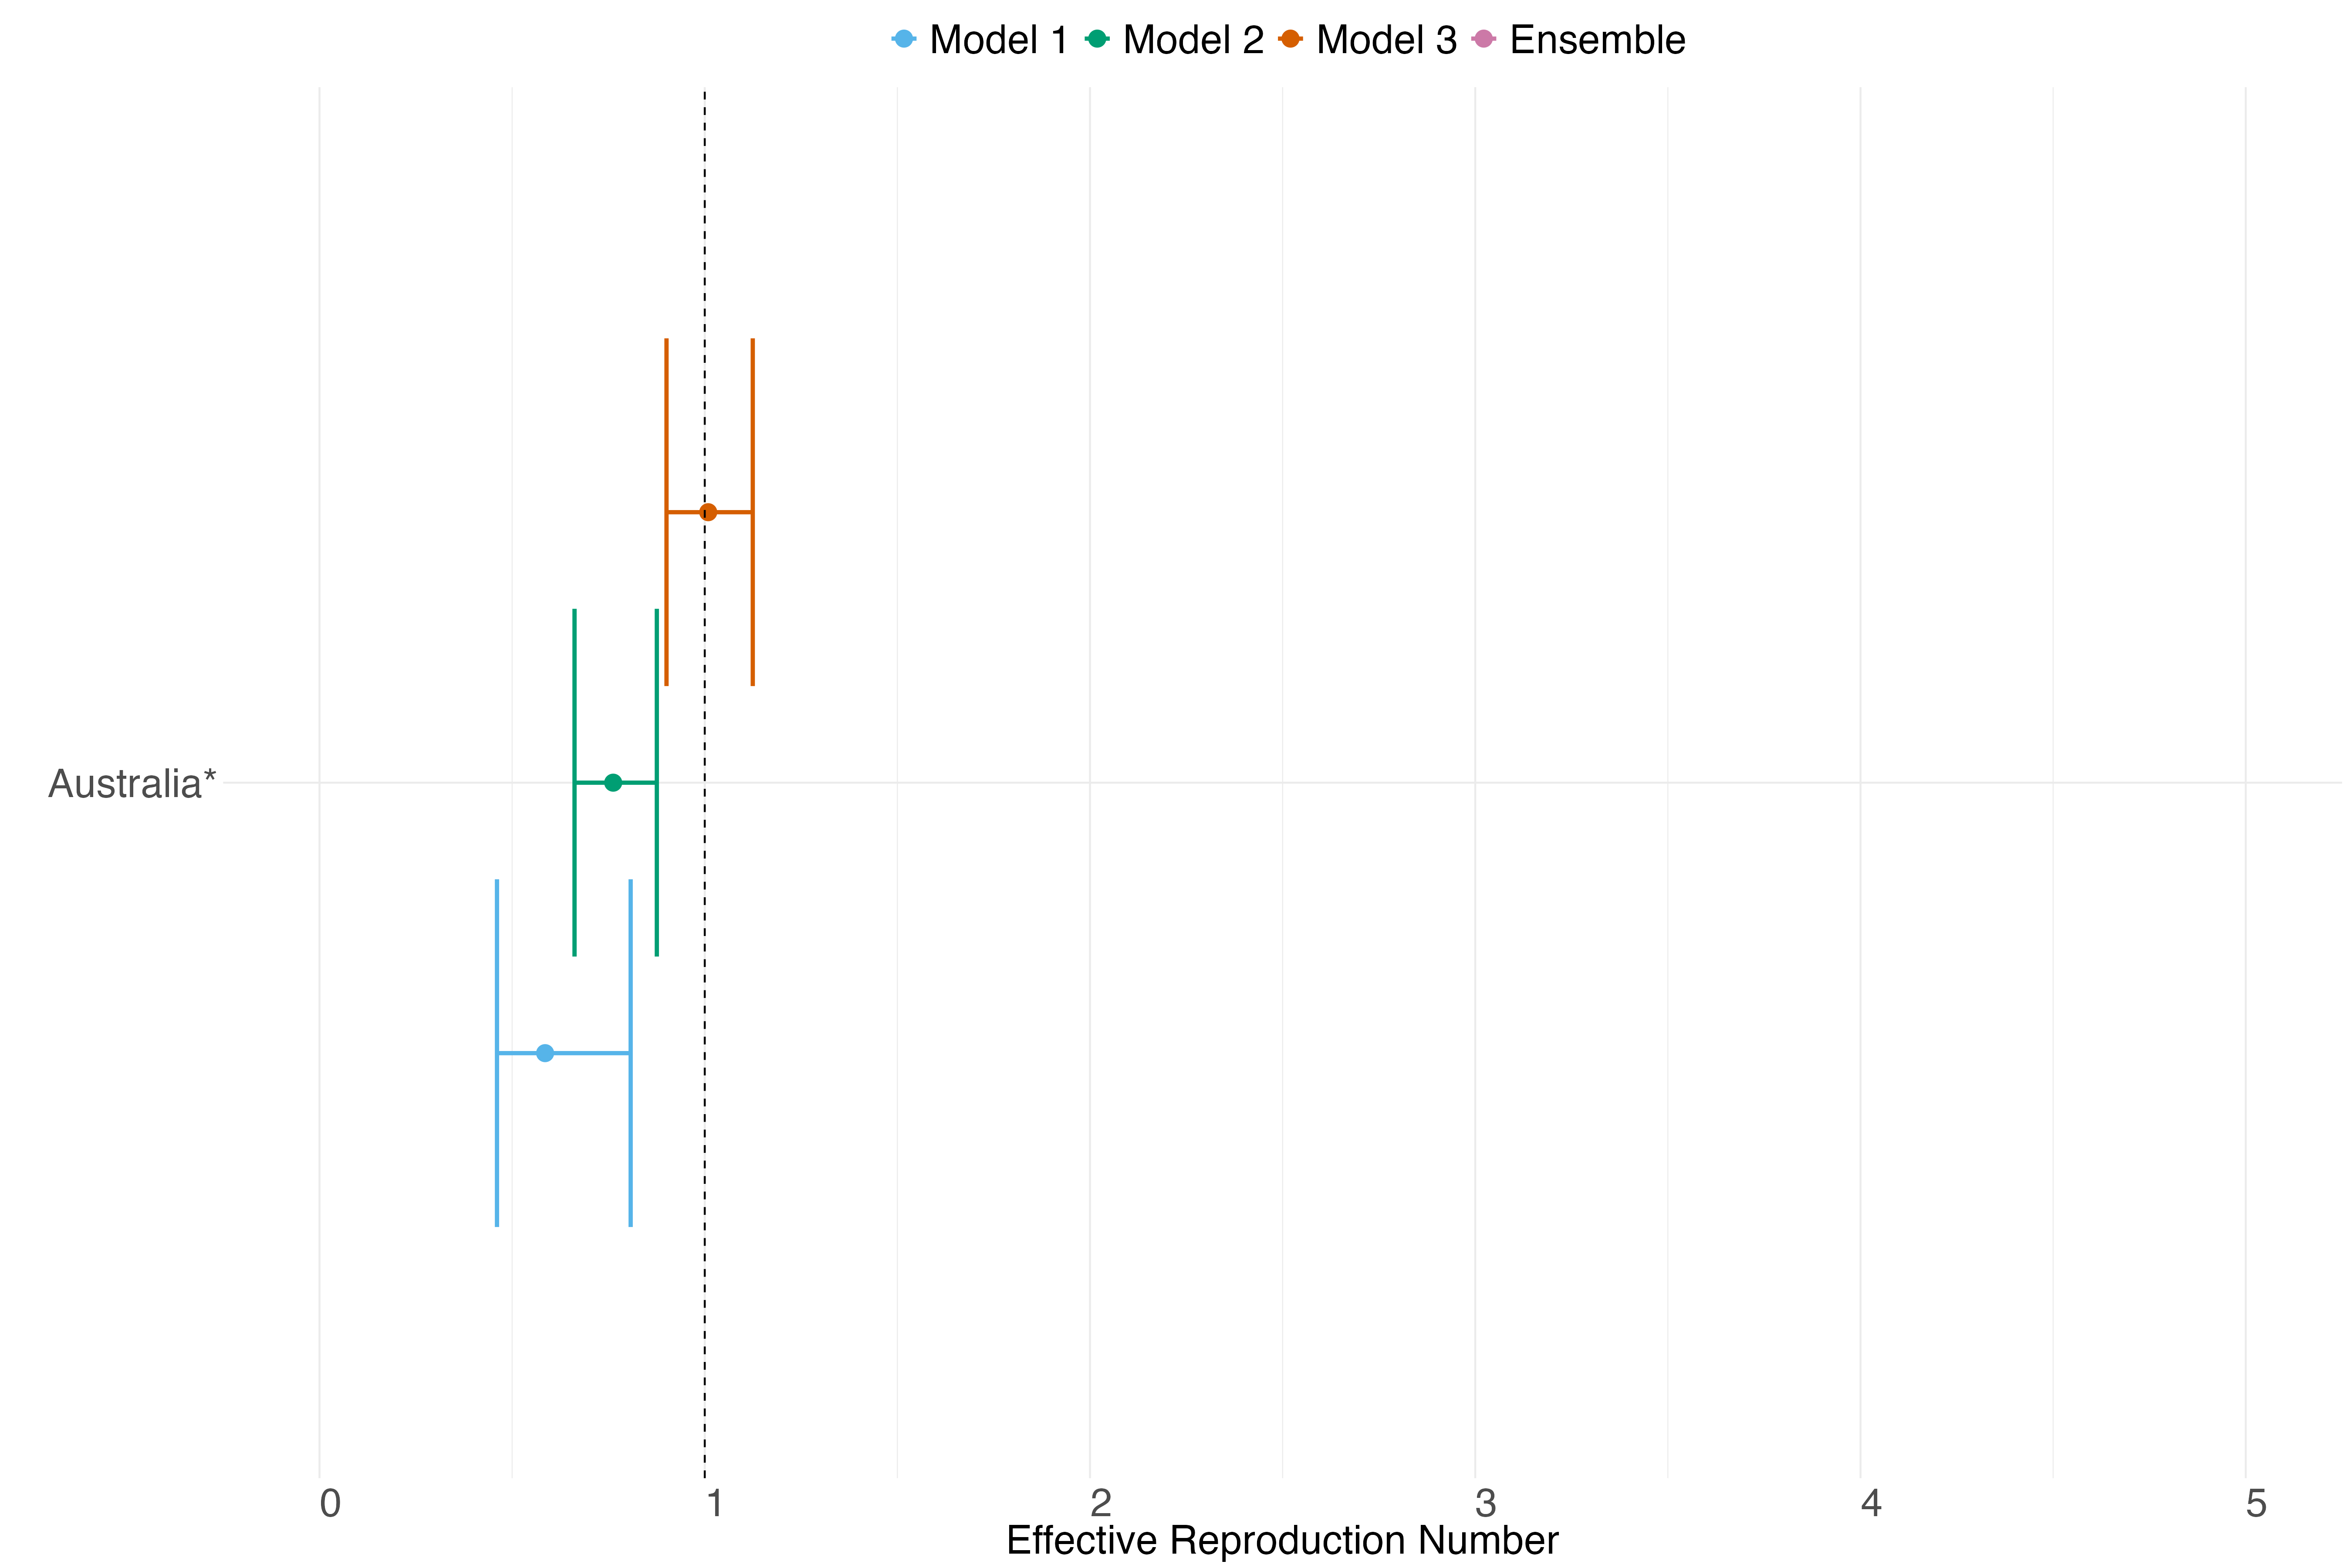 Model 1 Model 2 Model 3 Ensemble
Australia*
0 1 2 3 4 5
Effective Reproduction Number